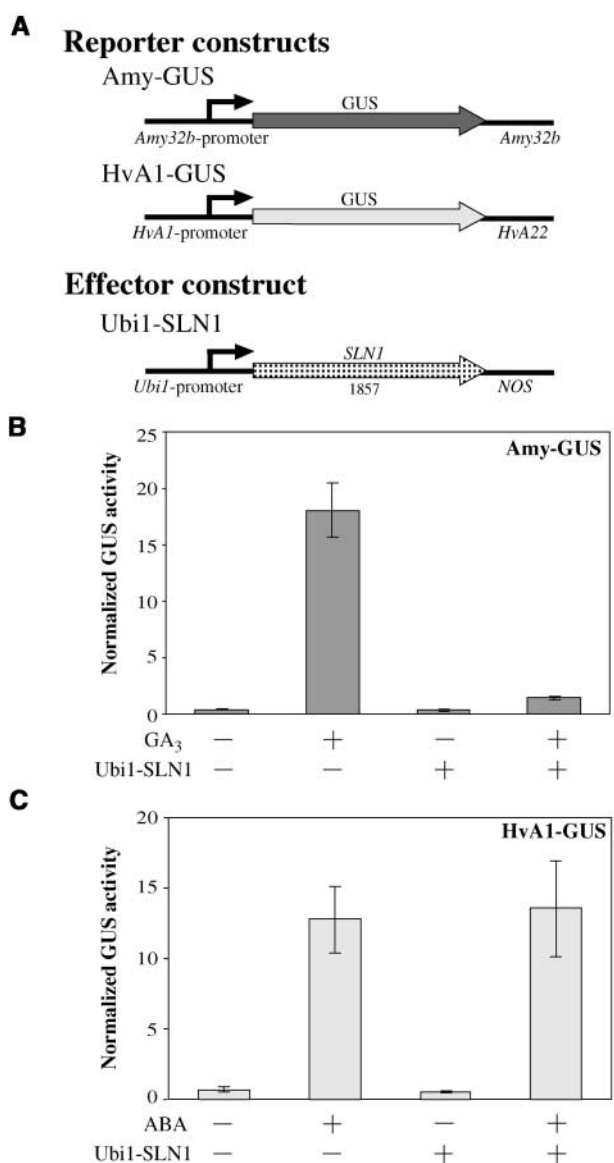 A
Reporter constructs
Amy-GUS
GUS
Amy32b-promoter
Amy32b
HvA1-GUS
GUS
HvA1-promoter
HvA22
Effector construct
Ubi1-SLN1
SLN1
Ubi1-promoter
1857
NOS
B
Amy-GUS
Normalized GUS activity
25
20
15
10
5
0
GA3 − + − +
Ubi1-SLN1 − − + +
C
HvA1-GUS
Normalized GUS activity
20
15
10
5
0
ABA − + − +
Ubi1-SLN1 − − + +